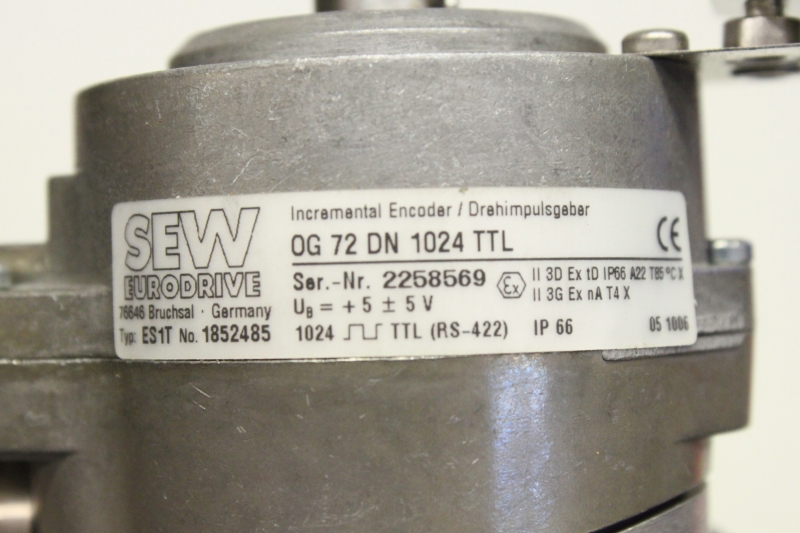 SEW
EURODRIVE
76646 Bruchsal · Germany
Typ: ES1T No. 1852485
Incremental Encoder / Drehimpulsgeber
OG 72 DN 1024 TTL
CE
Ser.-Nr. 2258569
Ex
II 3D Ex tD IP66 A22 T85 °C X
II 3G Ex nA T4 X
UB = + 5 ± 5 V
1024 TTL (RS-422) IP 66 05 1006